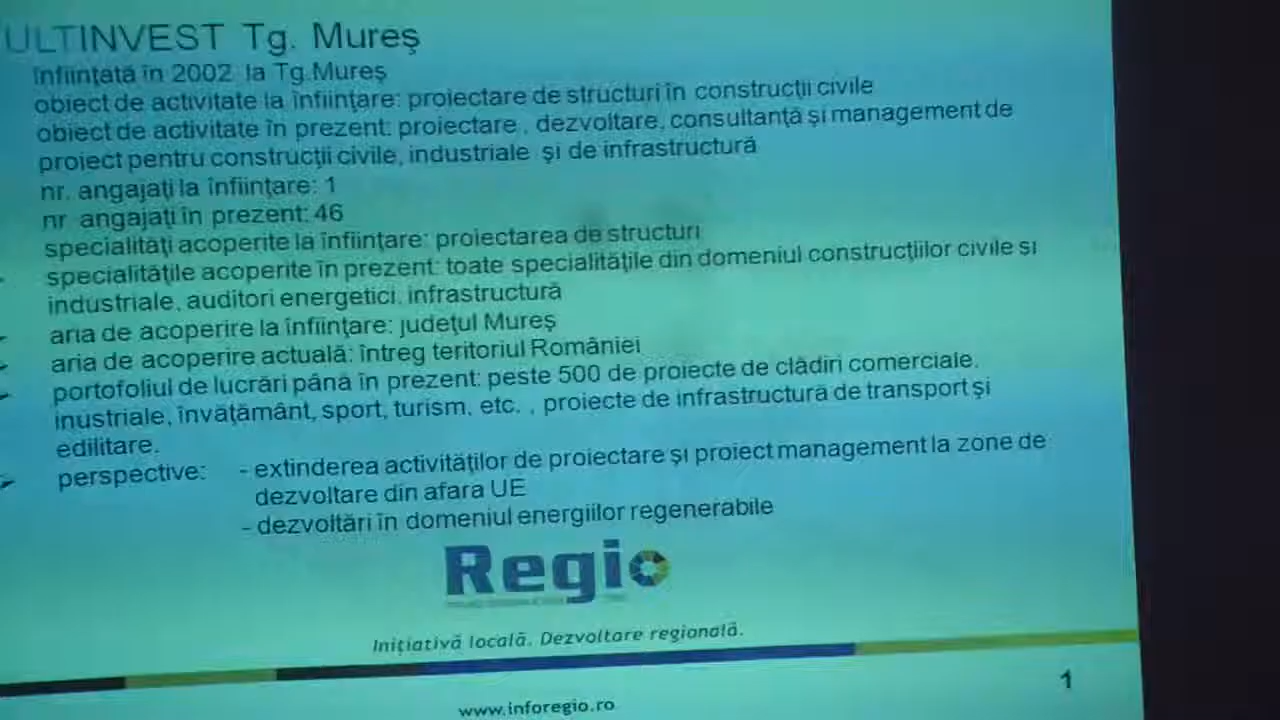 ULTINVEST Tg. Mureş
înfiinţată în 2002 la Tg.Mureş
obiect de activitate la înfiinţare: proiectare de structuri în construcţii civile
obiect de activitate în prezent: proiectare , dezvoltare, consultanţă şi management de
proiect pentru construcţii civile, industriale şi de infrastructură
nr. angajaţi la înfiinţare: 1
nr angajaţi în prezent: 46
specialităţi acoperite la înfiinţare: proiectarea de structuri
specialităţile acoperite în prezent: toate specialităţile din domeniul construcţiilor civile si
industriale, auditori energetici, infrastructură
aria de acoperire la înfiinţare: judeţul Mureş
aria de acoperire actuală: întreg teritoriul României
portofoliul de lucrări până în prezent: peste 500 de proiecte de clădiri comerciale,
inustriale, învăţământ, sport, turism, etc. , proiecte de infrastructură de transport şi
edilitare.
perspective: - extinderea activităţilor de proiectare şi proiect management la zone de
dezvoltare din afara UE
- dezvoltări în domeniul energiilor regenerabile
Regio
Iniţiativă locală. Dezvoltare regională.
1
www.inforegio.ro